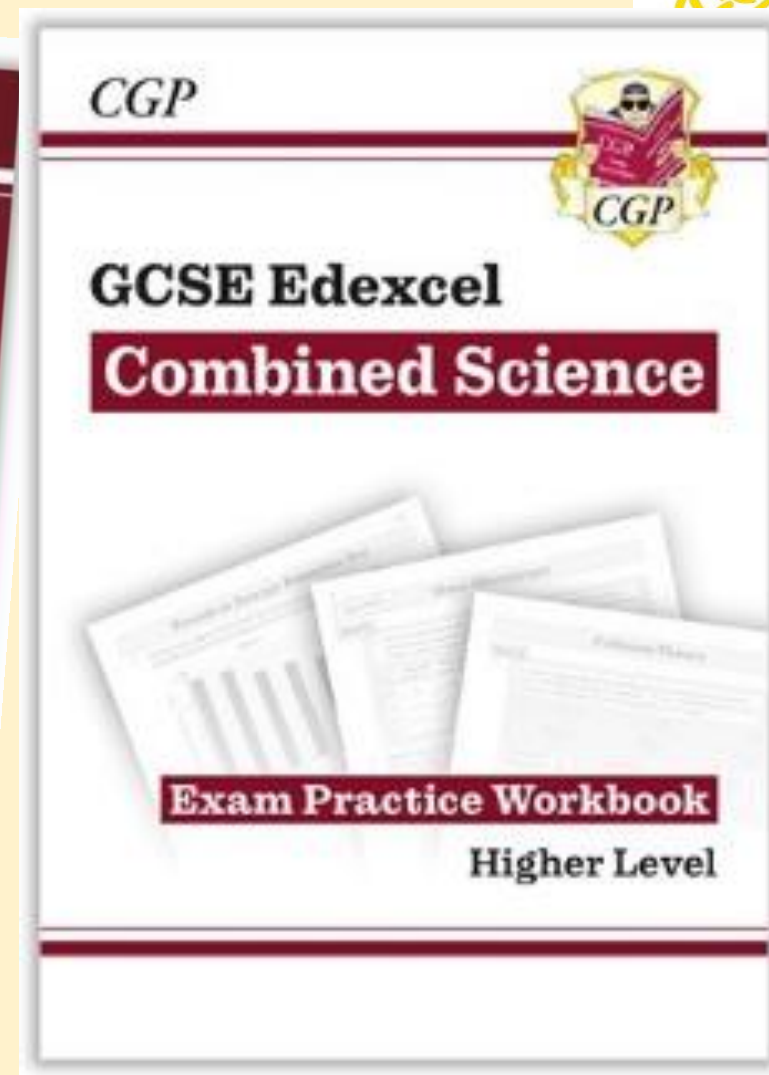 CGP
CGP
GCSE Edexcel
Combined Science
Exam Practice Workbook
Higher Level